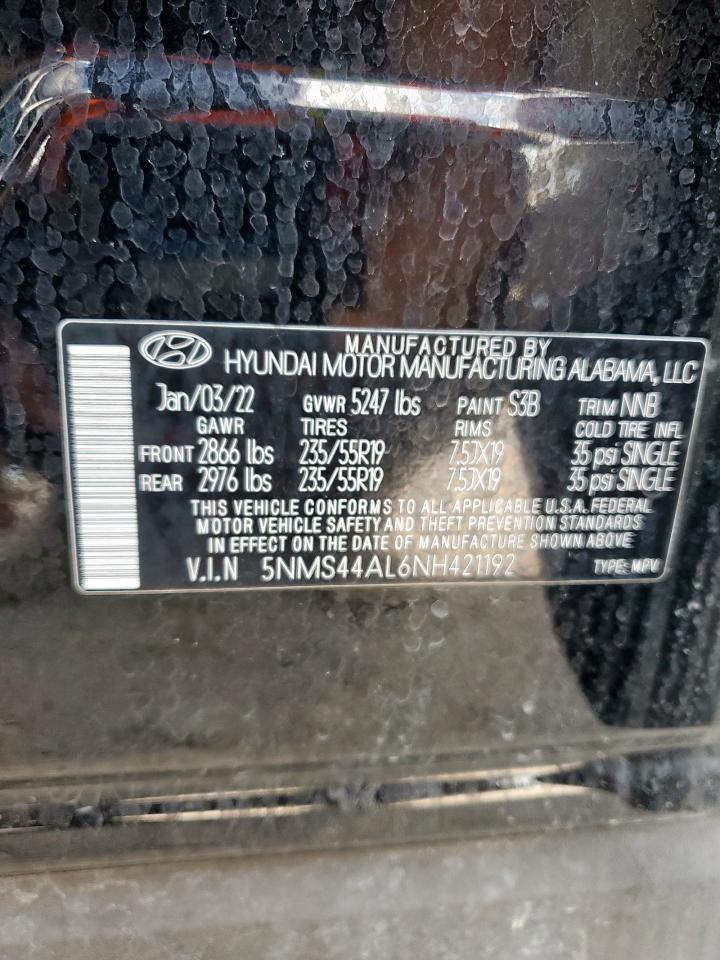 MANUFACTURED BY
HYUNDAI MOTOR MANUFACTURING ALABAMA, LLC
Jan/03/22 GVWR 5247 lbs PAINT S3B TRIM NNB
GAWR TIRES RIMS COLD TIRE INFL
FRONT 2866 lbs 235/55R19 7.5JX19 35 psi SINGLE
REAR 2976 lbs 235/55R19 7.5JX19 35 psi SINGLE
THIS VEHICLE CONFORMS TO ALL APPLICABLE U.S.A. FEDERAL
MOTOR VEHICLE SAFETY AND THEFT PREVENTION STANDARDS
IN EFFECT ON THE DATE OF MANUFACTURE SHOWN ABOVE.
V.I.N 5NMS44AL6NH421192 TYPE: MPV